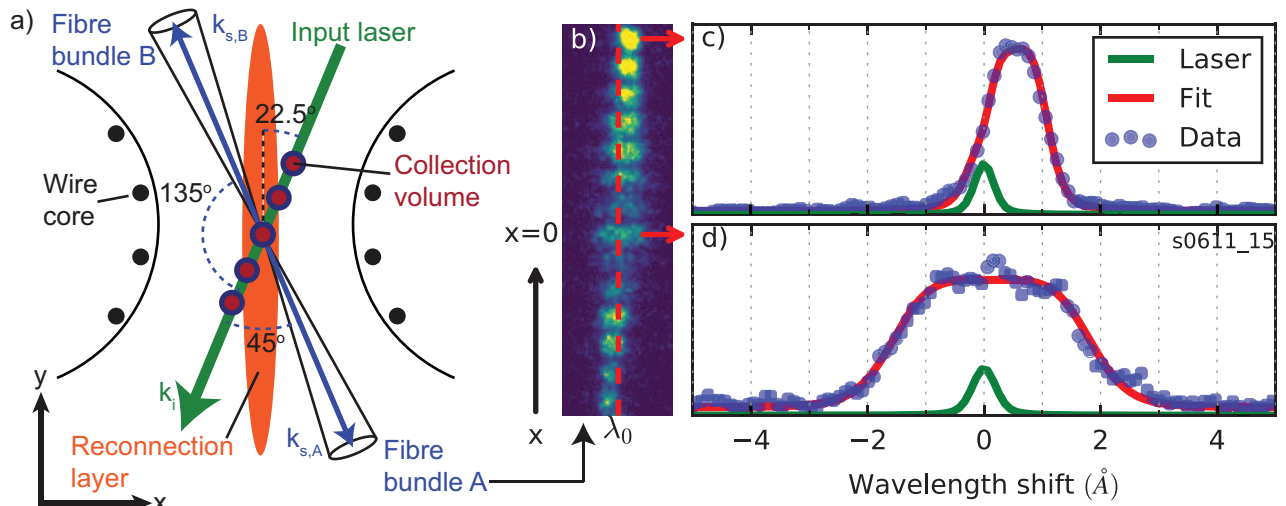 a)
Fibre
bundle B
k_{s,B}
Input laser
22.5°
Collection
volume
Wire
core
135°
45°
k_i
Reconnection
layer
k_{s,A}
Fibre
bundle A
y
x
b)
x=0
x
λ_0
c)
Laser
Fit
Data
d)
s0611_15
−4 −2 0 2 4
Wavelength shift (Å)